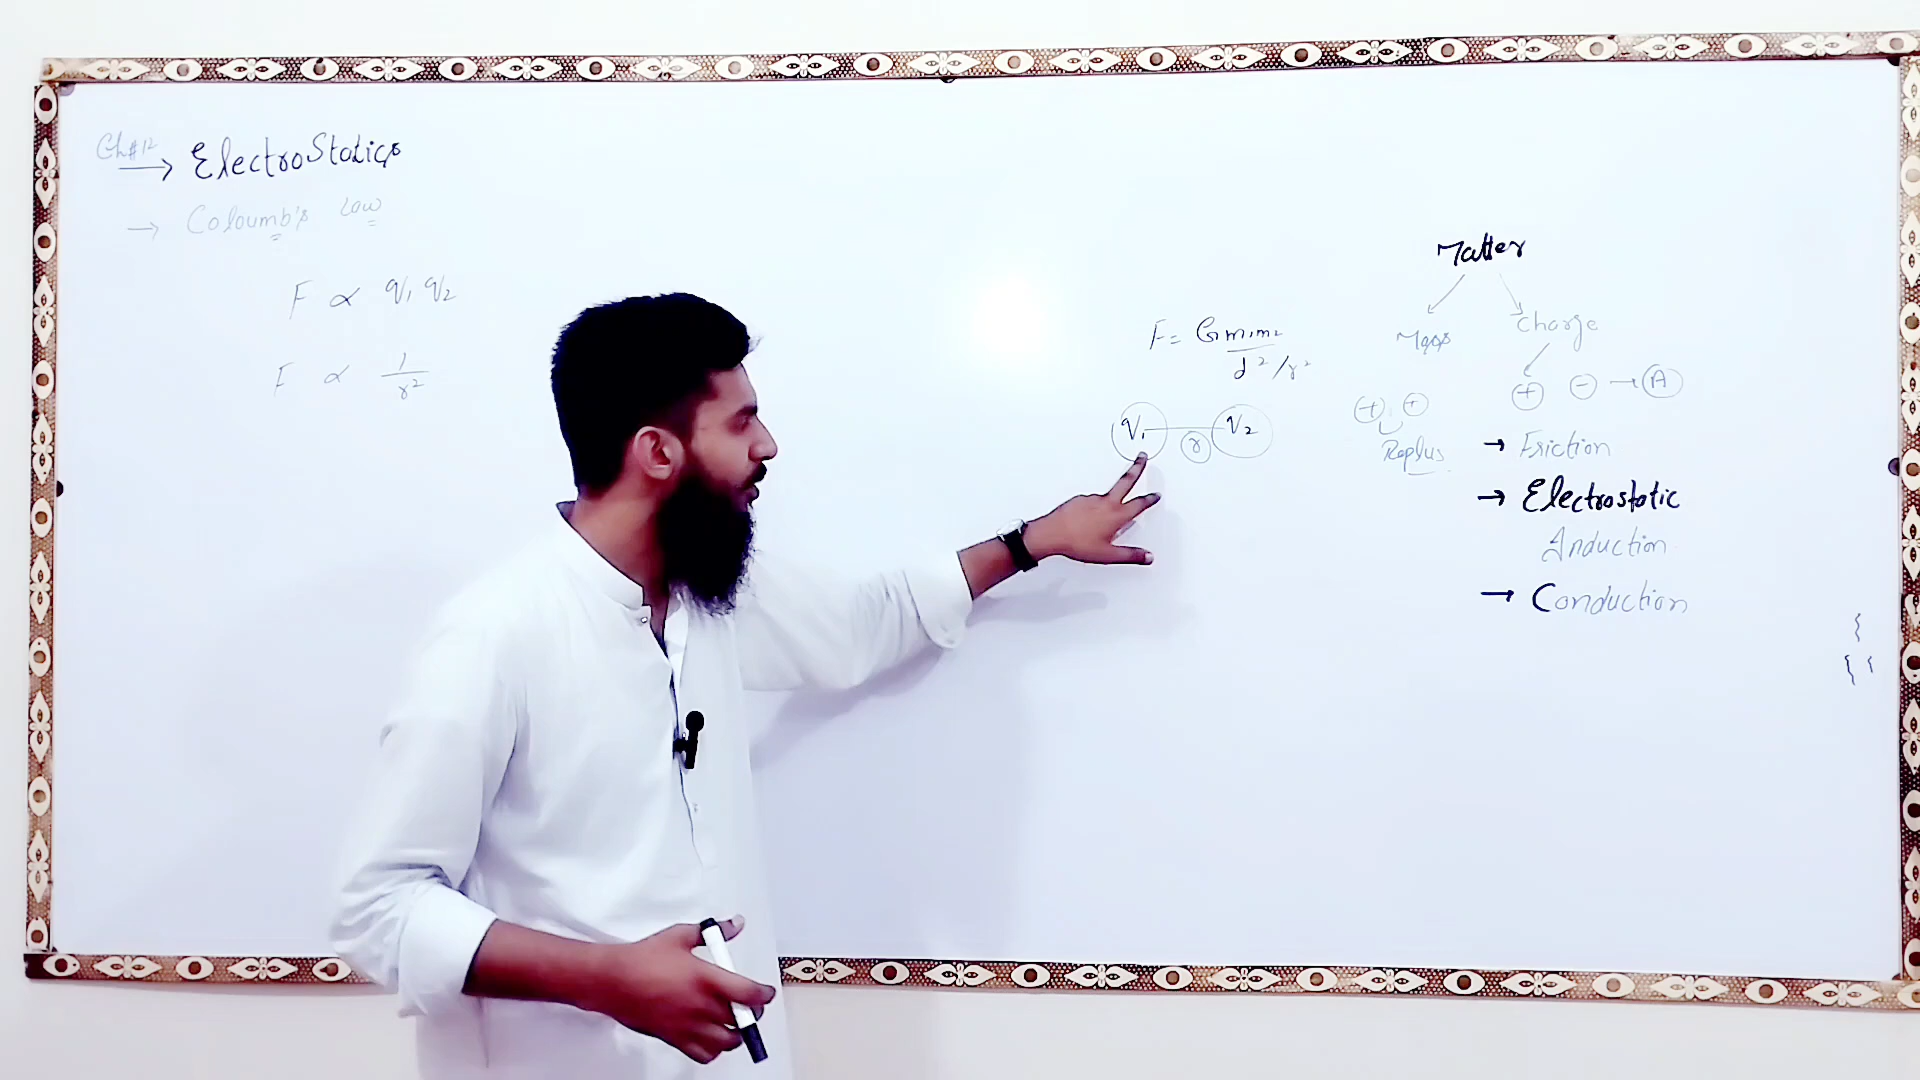 Ch#12
→ ElectroStatics
→ Coloumb's Law
F ∝ q1 q2
F ∝ 1/r²
F = Gm1m2
d²/r²
q1 r q2
Matter
Mass Charge
+ - → A
+ + Replus
→ Friction
→ Electrostatic
Induction
→ Conduction